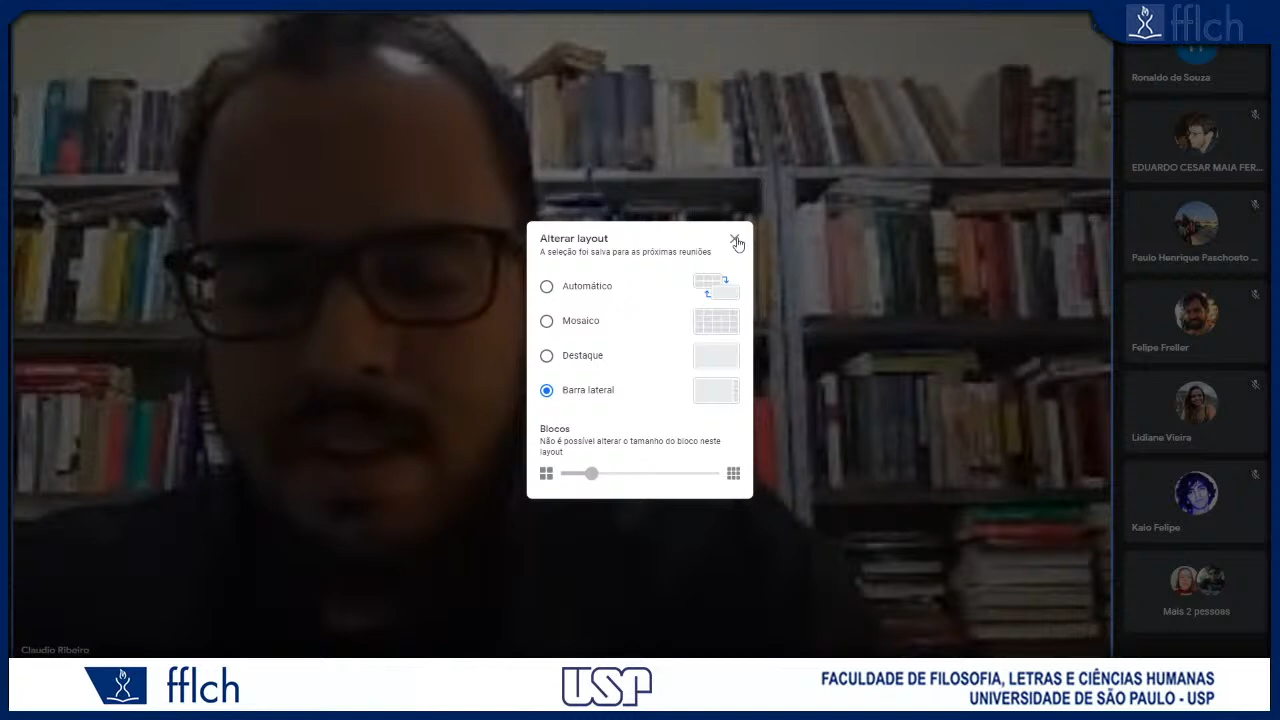 fflch
Ronaldo de Souza
EDUARDO CESAR MAIA FER...
Paulo Henrique Paschoeto ...
Felipe Freller
Lidiane Vieira
Kaio Felipe
Mais 2 pessoas
Alterar layout
A seleção foi salva para as próximas reuniões
Automático
Mosaico
Destaque
Barra lateral
Blocos
Não é possível alterar o tamanho do bloco neste
layout
Claudio Ribeiro
fflch
USP
FACULDADE DE FILOSOFIA, LETRAS E CIÊNCIAS HUMANAS
UNIVERSIDADE DE SÃO PAULO - USP